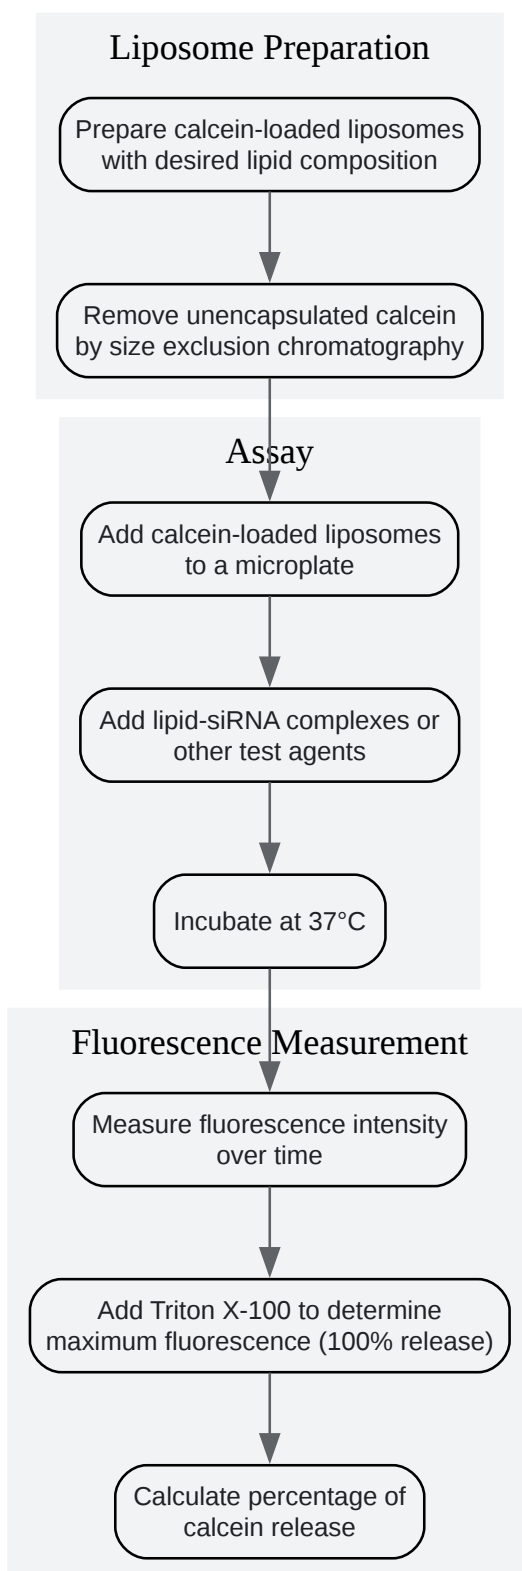 Liposome Preparation
Prepare calcein-loaded liposomes
with desired lipid composition
Remove unencapsulated calcein
by size exclusion chromatography
Assay
Add calcein-loaded liposomes
to a microplate
Add lipid-siRNA complexes or
other test agents
Incubate at 37°C
Fluorescence Measurement
Measure fluorescence intensity
over time
Add Triton X-100 to determine
maximum fluorescence (100% release)
Calculate percentage of
calcein release